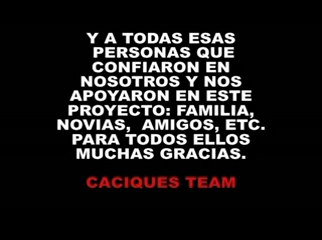 Y A TODAS ESAS
PERSONAS QUE
CONFIARON EN
NOSOTROS Y NOS
APOYARON EN ESTE
PROYECTO: FAMILIA,
NOVIAS, AMIGOS, ETC.
PARA TODOS ELLOS
MUCHAS GRACIAS.
CACIQUES TEAM